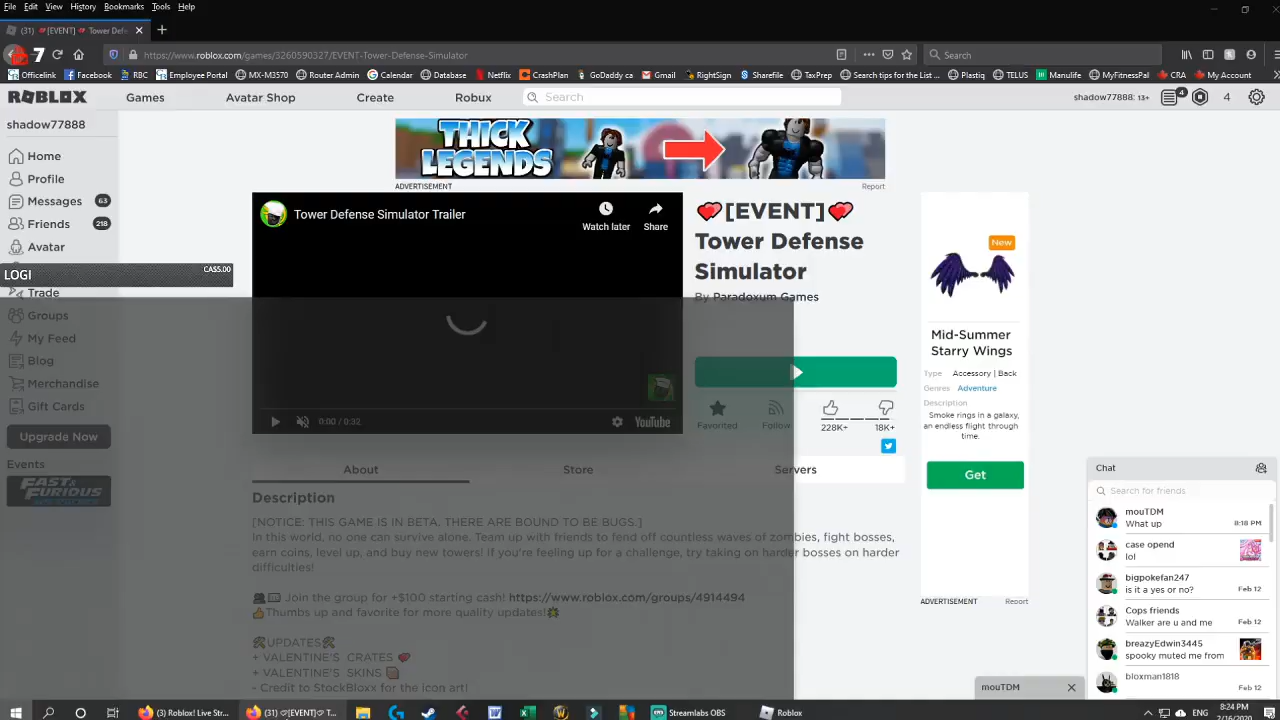 File Edit View History Bookmarks Tools Help
(31) ❤[EVENT]❤ Tower Defe
7
https://www.roblox.com/games/3260590327/EVENT-Tower-Defense-Simulator
Search
Officelink Facebook RBC Employee Portal MX-M3570 Router Admin Calendar Database Netflix CrashPlan GoDaddy ca Gmail RightSign Sharefile TaxPrep Search tips for the List ... Plastiq TELUS Manulife MyFitnesPal CRA My Account
ROBLOX Games Avatar Shop Create Robux Search shadow77888: 13+ 4 4
shadow77888
Home
Profile
Messages 63
Friends 218
Avatar
LOGI CA$5.00
Trade
Groups
My Feed
Blog
Merchandise
Gift Cards
Upgrade Now
Events
FAST & FURIOUS
THICK LEGENDS
ADVERTISEMENT Report
Tower Defense Simulator Trailer
Watch later Share
0:00 / 0:32 YouTube
💕[EVENT]💕
Tower Defense
Simulator
By Paradoxum Games
Favorited Follow 228K+ 18K+
About Store Servers
Description
[NOTICE: THIS GAME IS IN BETA. THERE ARE BOUND TO BE BUGS.]
In this world, no one can survive alone. Team up with friends to fend off countless waves of zombies, fight bosses,
earn coins, level up, and buy new towers! If you're feeling up for a challenge, try taking on harder bosses on harder
difficulties!
Join the group for +$100 starting cash! https://www.roblox.com/groups/4914494
👍Thumbs up and favorite for more quality updates!
🛠UPDATES🛠
+ VALENTINE'S CRATES 💕
+ VALENTINE'S SKINS
- Credit to StockBloxx for the icon art!
New
Mid-Summer
Starry Wings
Type Accessory | Back
Genres Adventure
Description
Smoke rings in a galaxy,
an endless flight through
time.
Get
ADVERTISEMENT Report
Chat
Search for friends
mouTDM
What up 8:18 PM
case opend
lol
bigpokefan247
is it a yes or no? Feb 12
Cops friends
Walker are u and me Feb 12
breazyEdwin3445
spooky muted me from
bloxman1818
Feb 12
mouTDM
(3) Roblox! Live Str... (31) ❤[EVENT]❤ T... Streamlabs OBS Roblox ENG 8:24 PM
2/16/2020